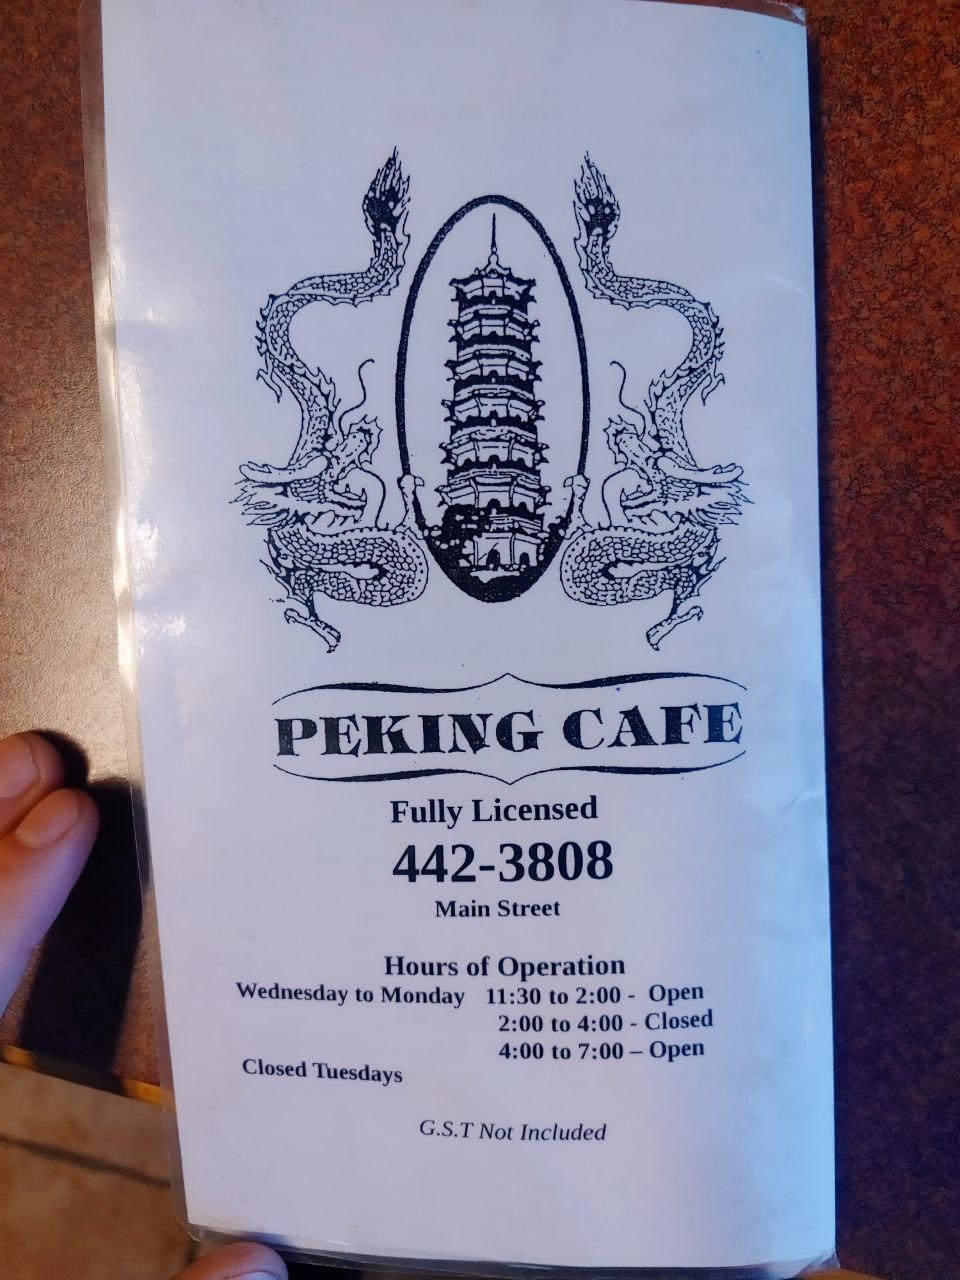 PEKING CAFE
Fully Licensed
442-3808
Main Street
Hours of Operation
Wednesday to Monday 11:30 to 2:00 - Open
2:00 to 4:00 - Closed
4:00 to 7:00 – Open
Closed Tuesdays
G.S.T Not Included